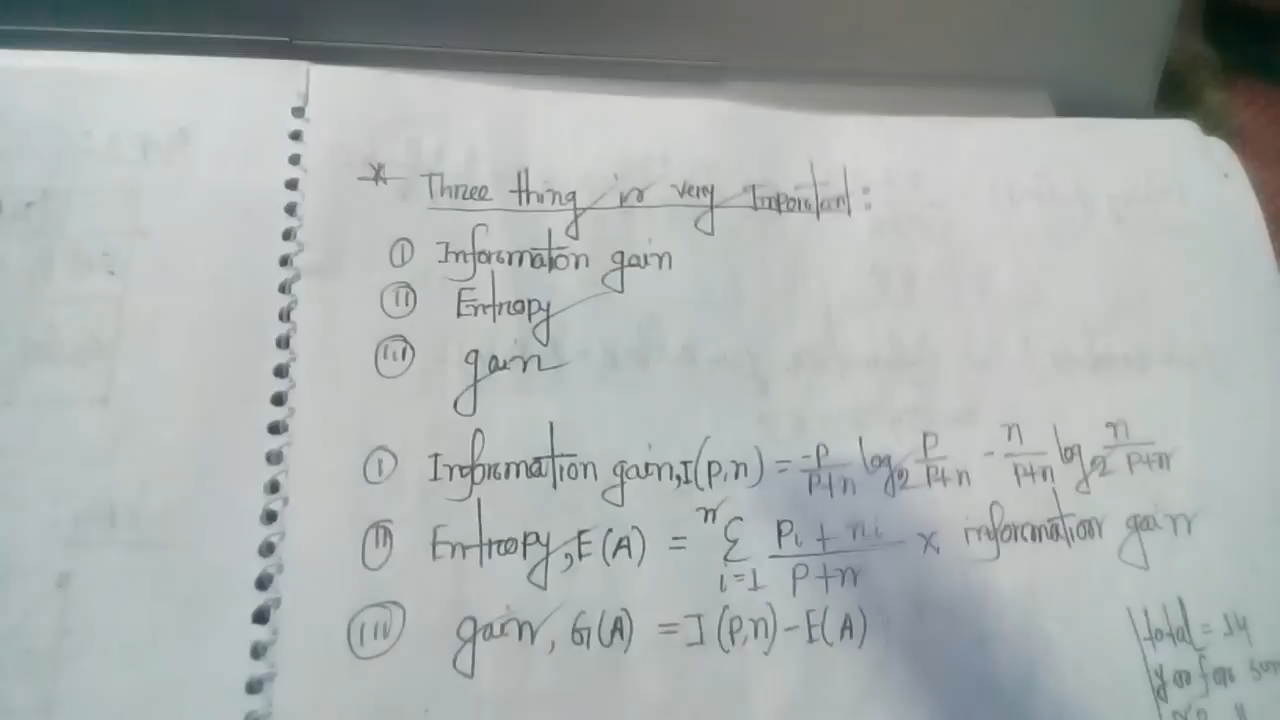 * Three thing is very Important:
(i) Information gain
(ii) Entropy
(iii) gain
(i) Information gain, I(p,n) = -p/p+n log₂ p/p+n - n/p+n log₂ n/p+n
(ii) Entropy, E(A) = n Σ i=1 Pi + ni / P+n × information gain
(iii) gain, G(A) = I(p,n) - E(A)
total = 14